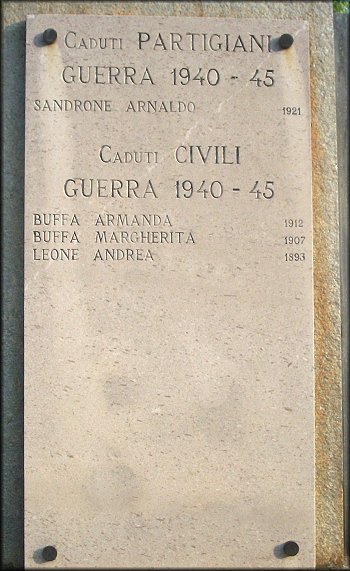 Caduti PARTIGIANI
GUERRA 1940 - 45
SANDRONE ARNALDO 1921
Caduti CIVILI
GUERRA 1940 - 45
BUFFA ARMANDA 1912
BUFFA MARGHERITA 1907
LEONE ANDREA 1893